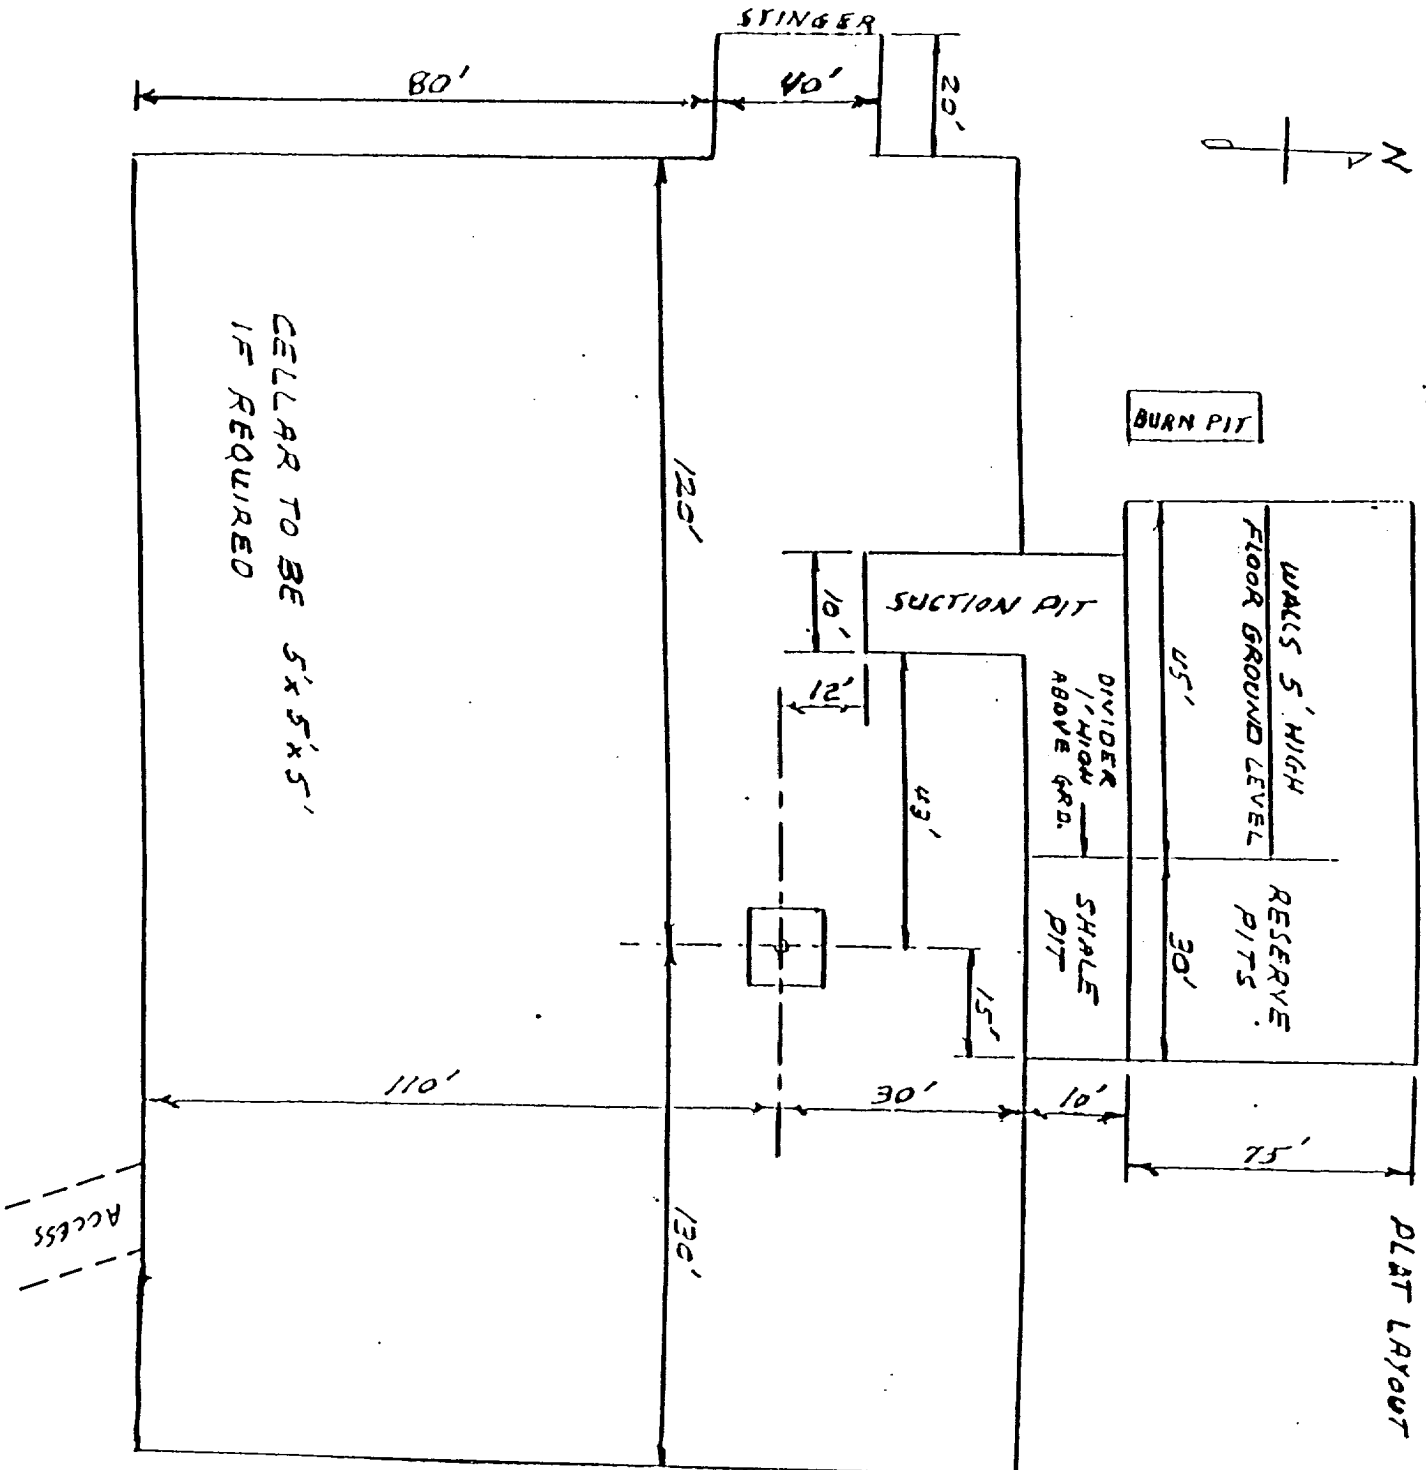 PLAT LAYOUT
N
STINGER
80'
40'
20'
BURN PIT
WALLS 5' HIGH
FLOOR GROUND LEVEL
RESERVE
PITS
45'
30'
75'
SUCTION PIT
DIVIDER
1' HIGH
ABOVE GRD.
SHALE
PIT
10'
12'
43'
15'
120'
130'
110'
30'
10'
CELLAR TO BE 5'x5'x5'
IF REQUIRED
ACCESS